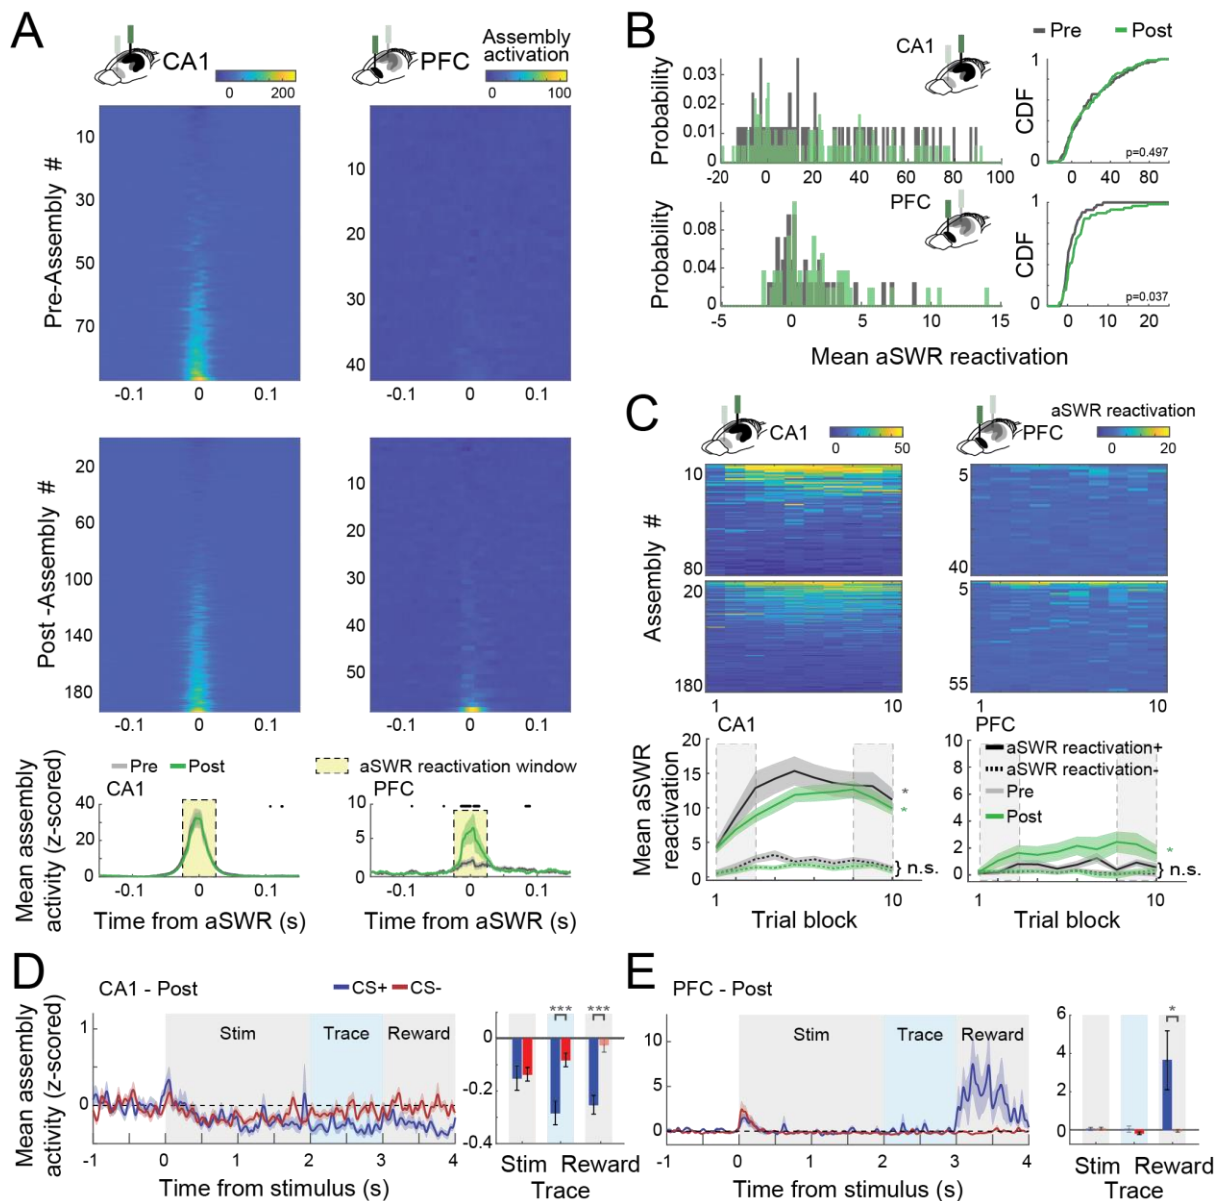 A
CA1
0 200
PFC
Assembly
activation
0 100
Pre-Assembly #
10
30
50
70
-0.1 0 0.1
10
20
30
40
-0.1 0 0.1
Post -Assembly #
20
60
100
140
180
-0.1 0 0.1
10
20
30
40
50
-0.1 0 0.1
Pre Post
aSWR reactivation window
Mean assembly
activity (z-scored)
CA1
40
20
0
-0.1 0 0.1
Time from aSWR (s)
PFC
10
5
0
-0.1 0 0.1
Time from aSWR (s)
B
Pre Post
CA1
Probability
0.03
0.01
0
-20 0 20 40 60 80 100
CDF
1
0
0 40 80
p=0.497
PFC
Probability
0.08
0.04
0
-5 0 5 10 15
CDF
1
0
0 10 20
p=0.037
Mean aSWR reactivation
C
CA1
0 50
PFC
aSWR reactivation
0 20
Assembly #
10
80
20
180
1 10
5
40
5
55
1 10
CA1
Mean aSWR
reactivation
20
15
10
5
0
*
*
} n.s.
1 10
Trial block
PFC
10
8
6
4
2
0
aSWR reactivation+
aSWR reactivation-
Pre
Post
*
} n.s.
1 10
Trial block
D
CA1 - Post
CS+ CS-
Mean assembly
activity (z-scored)
1
0
Stim Trace Reward
-1 0 1 2 3 4
Time from stimulus (s)
*** ***
0
-0.2
-0.4
Stim Reward
Trace
E
PFC - Post
10
5
0
Stim Trace Reward
-1 0 1 2 3 4
Time from stimulus (s)
*
6
4
2
0
Stim Reward
Trace